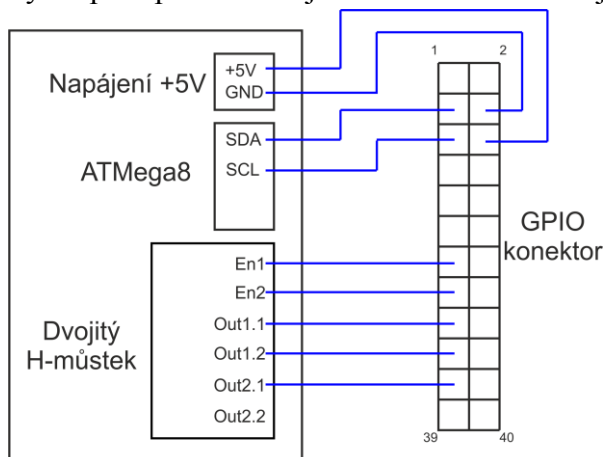 1
2
+5V
Napájení +5V
GND
SDA
ATMega8
SCL
GPIO
konektor
En1
En2
Out1.1
Dvojitý
H-můstek
Out1.2
Out2.1
Out2.2
39
40